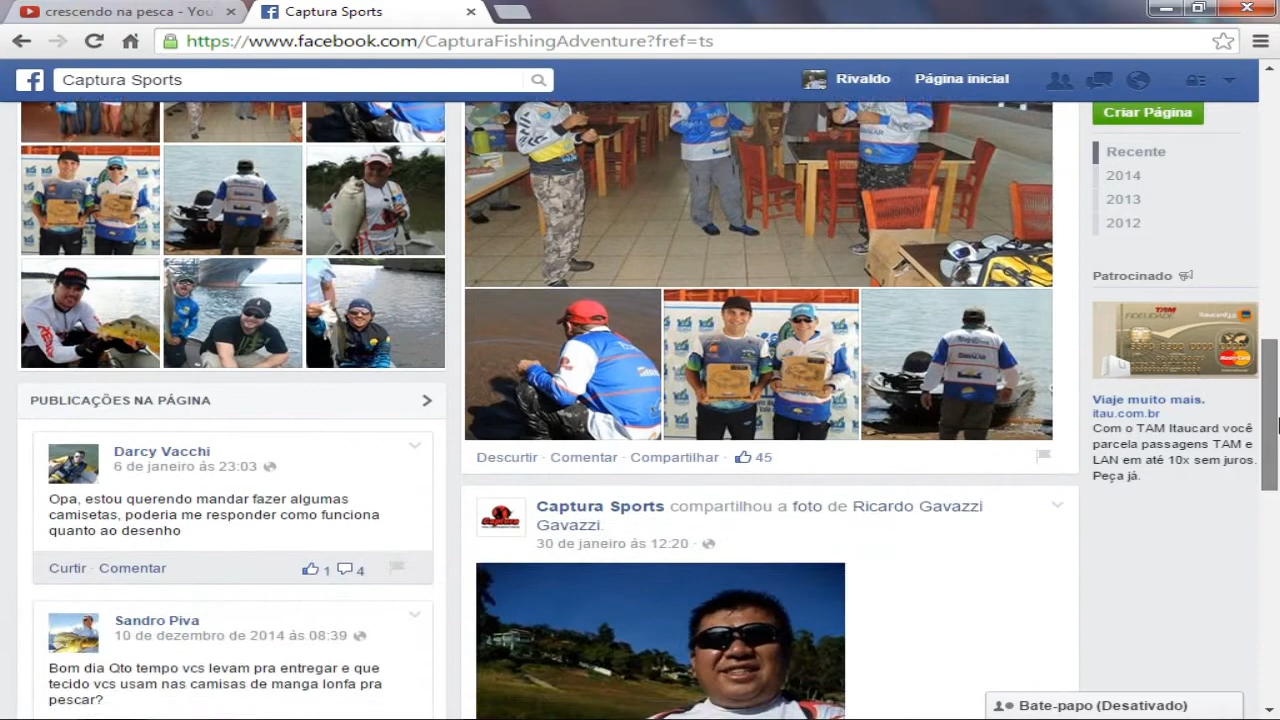 crescendo na pesca - You
Captura Sports
https://www.facebook.com/CapturaFishingAdventure?fref=ts
Captura Sports
Rivaldo
Página inicial
PUBLICAÇÕES NA PÁGINA
Darcy Vacchi
6 de janeiro às 23:03
Opa, estou querendo mandar fazer algumas
camisetas, poderia me responder como funciona
quanto ao desenho
Curtir · Comentar
1
4
Sandro Piva
10 de dezembro de 2014 às 08:39
Bom dia Qto tempo vcs levam pra entregar e que
tecido vcs usam nas camisas de manga lonfa pra
pescar?
Descurtir · Comentar · Compartilhar ·
45
Captura Sports compartilhou a foto de Ricardo Gavazzi
Gavazzi.
30 de janeiro às 12:20 ·
Captura
Criar Página
Recente
2014
2013
2012
Patrocinado
TAM
FIDELIDADE
Itaucard
MasterCard
Viaje muito mais.
itau.com.br
Com o TAM Itaucard você
parcela passagens TAM e
LAN em até 10x sem juros.
Peça já.
Bate-papo (Desativado)